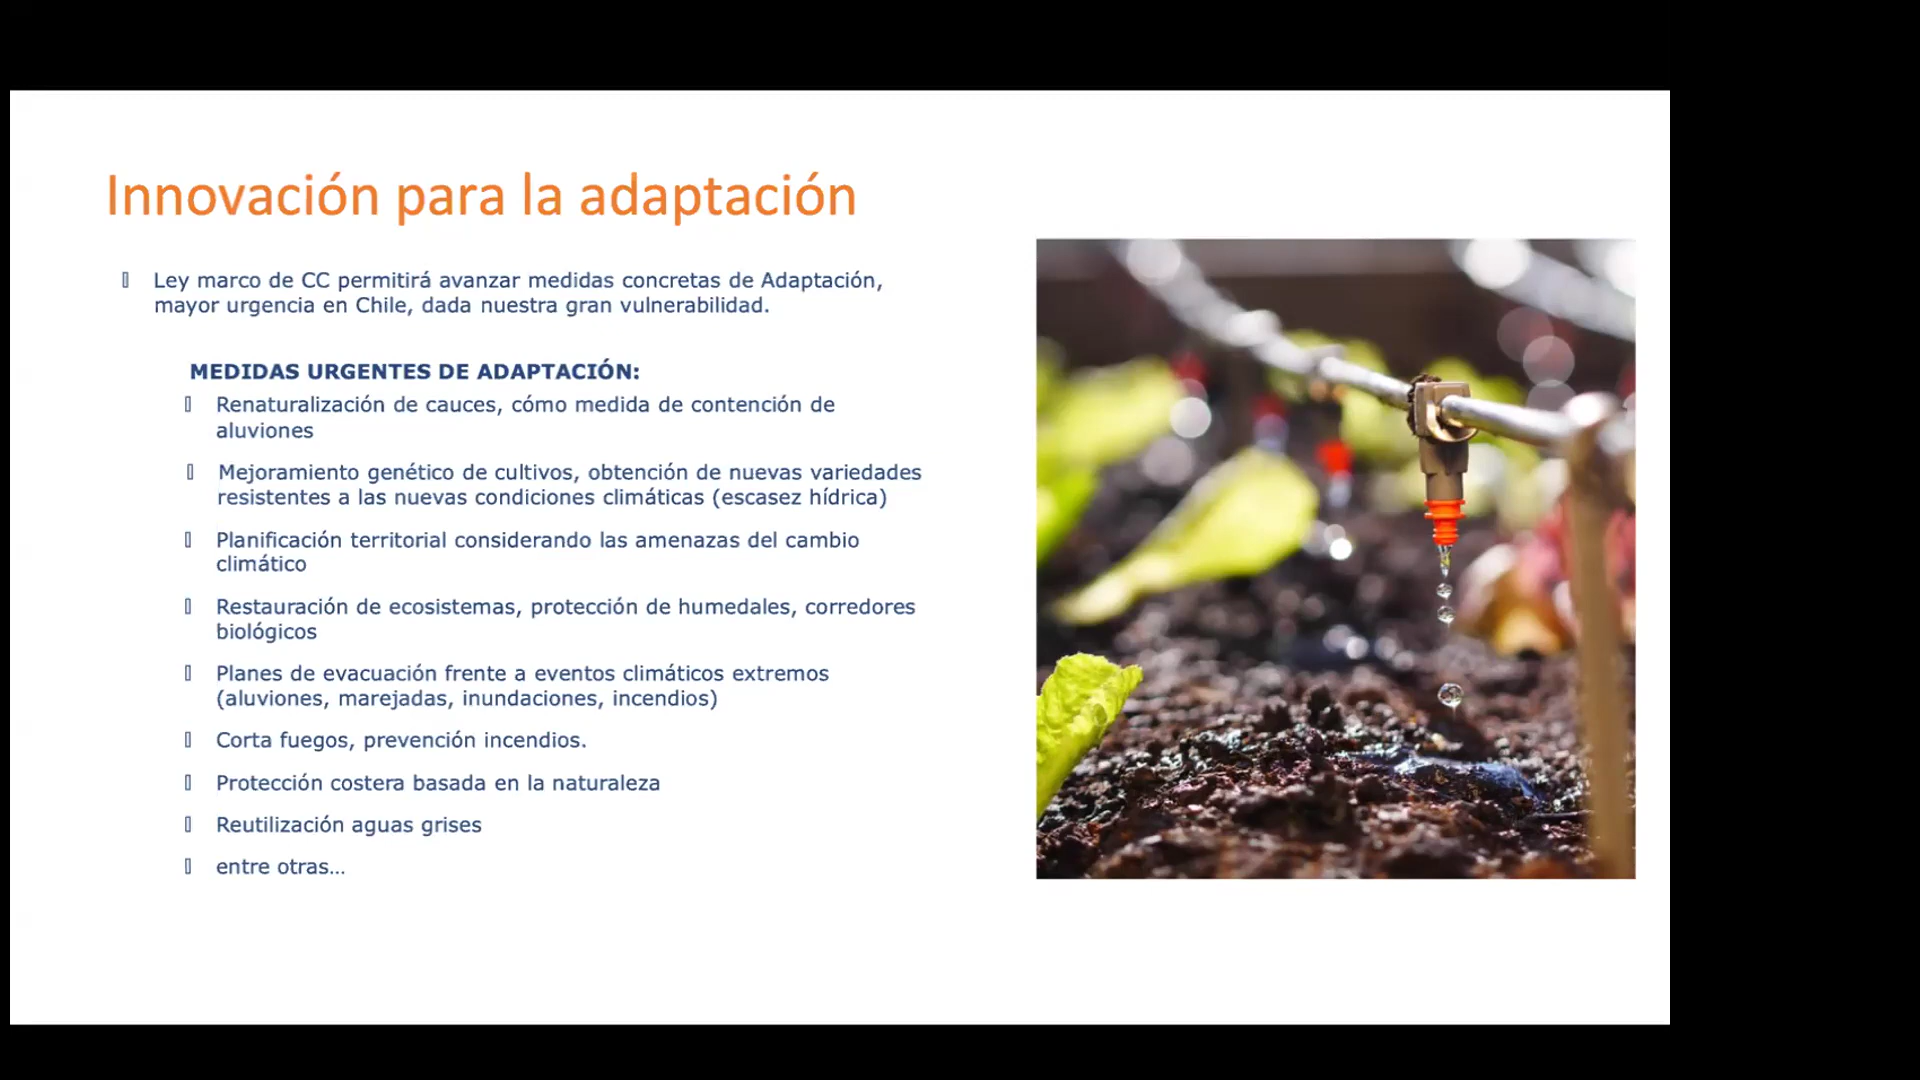 Innovación para la adaptación
Ley marco de CC permitirá avanzar medidas concretas de Adaptación,
mayor urgencia en Chile, dada nuestra gran vulnerabilidad.
MEDIDAS URGENTES DE ADAPTACIÓN:
Renaturalización de cauces, cómo medida de contención de
aluviones
Mejoramiento genético de cultivos, obtención de nuevas variedades
resistentes a las nuevas condiciones climáticas (escasez hídrica)
Planificación territorial considerando las amenazas del cambio
climático
Restauración de ecosistemas, protección de humedales, corredores
biológicos
Planes de evacuación frente a eventos climáticos extremos
(aluviones, marejadas, inundaciones, incendios)
Corta fuegos, prevención incendios.
Protección costera basada en la naturaleza
Reutilización aguas grises
entre otras...